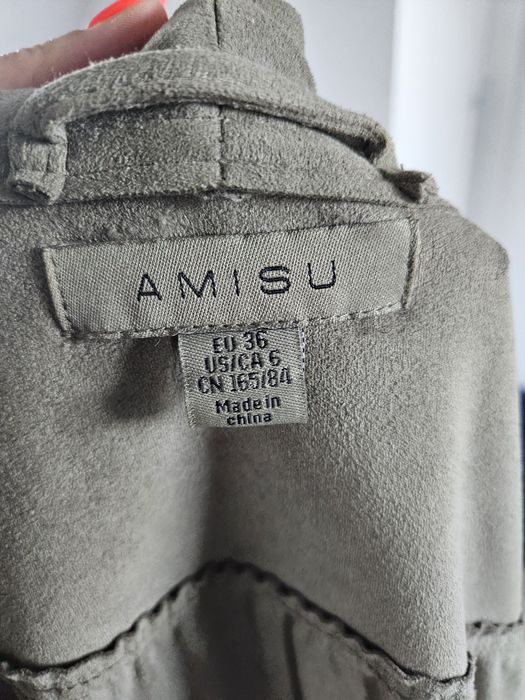 AMISU
EU 36
US/CA 6
CN 165/84
Made in
china